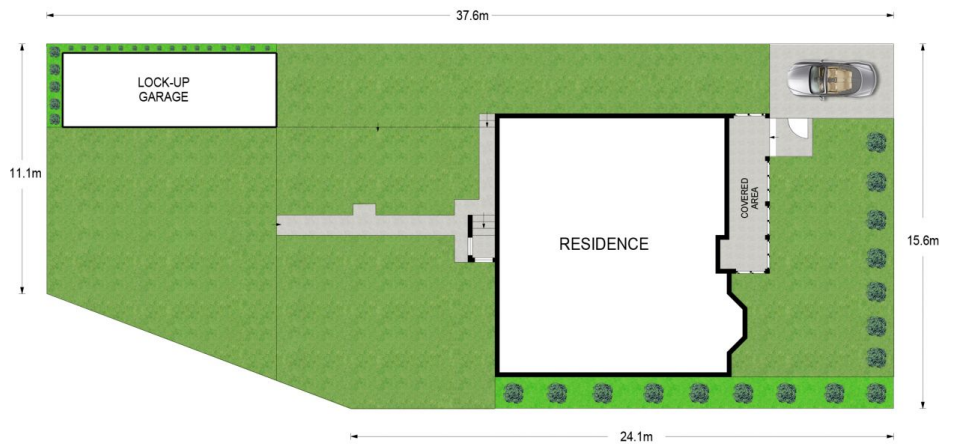 37.6m
LOCK-UP
GARAGE
11.1m
COVERED
AREA
RESIDENCE
15.6m
24.1m